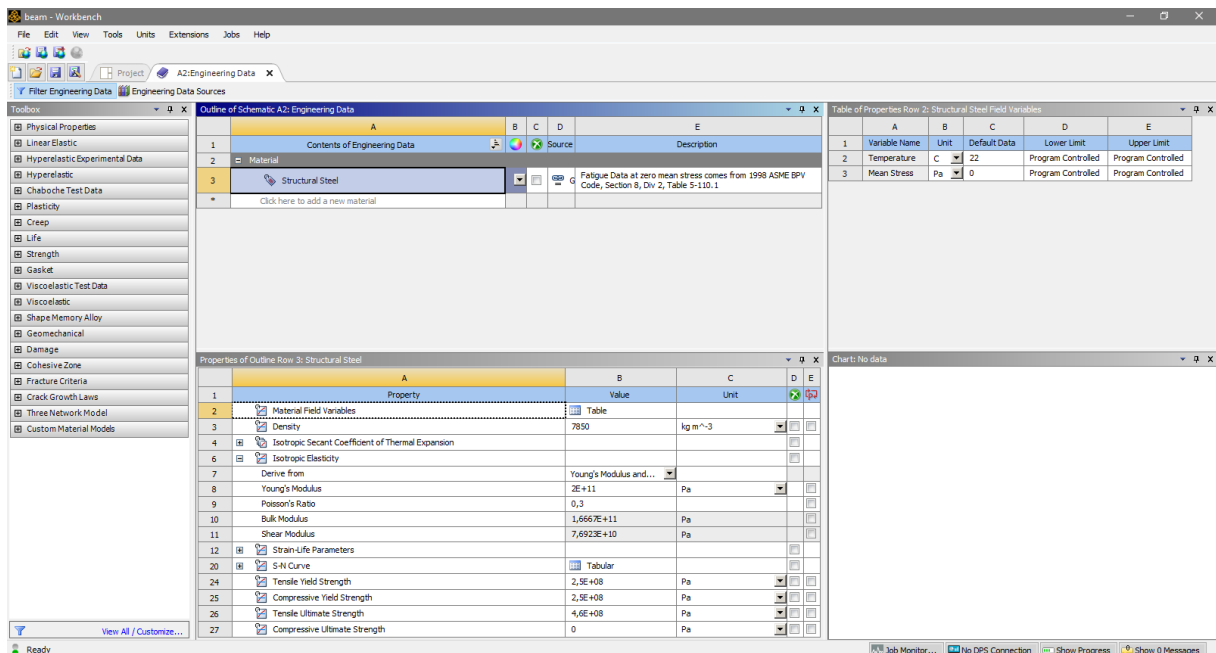 beam - Workbench
File Edit View Tools Units Extensions Jobs Help
Project A2:Engineering Data
Filter Engineering Data Engineering Data Sources
Toolbox
Physical Properties
Linear Elastic
Hyperelastic Experimental Data
Hyperelastic
Chaboche Test Data
Plasticity
Creep
Life
Strength
Gasket
Viscoelastic Test Data
Viscoelastic
Shape Memory Alloy
Geomechanical
Damage
Cohesive Zone
Fracture Criteria
Crack Growth Laws
Three Network Model
Custom Material Models
View All / Customize...
Outline of Schematic A2: Engineering Data
A B C D E
1 Contents of Engineering Data Source Description
2 Material
3 Structural Steel G Fatigue Data at zero mean stress comes from 1998 ASME BPV
Code, Section 8, Div 2, Table 5-110.1
* Click here to add a new material
Properties of Outline Row 3: Structural Steel
A B C D E
1 Property Value Unit
2 Material Field Variables Table
3 Density 7850 kg m^-3
4 Isotropic Secant Coefficient of Thermal Expansion
6 Isotropic Elasticity
7 Derive from Young's Modulus and...
8 Young's Modulus 2E+11 Pa
9 Poisson's Ratio 0,3
10 Bulk Modulus 1,6667E+11 Pa
11 Shear Modulus 7,6923E+10 Pa
12 Strain-Life Parameters
20 S-N Curve Tabular
24 Tensile Yield Strength 2,5E+08 Pa
25 Compressive Yield Strength 2,5E+08 Pa
26 Tensile Ultimate Strength 4,6E+08 Pa
27 Compressive Ultimate Strength 0 Pa
Table of Properties Row 2: Structural Steel Field Variables
A B C D E
1 Variable Name Unit Default Data Lower Limit Upper Limit
2 Temperature C 22 Program Controlled Program Controlled
3 Mean Stress Pa 0 Program Controlled Program Controlled
Chart: No data
Ready
Job Monitor... No DPS Connection Show Progress Show 0 Messages